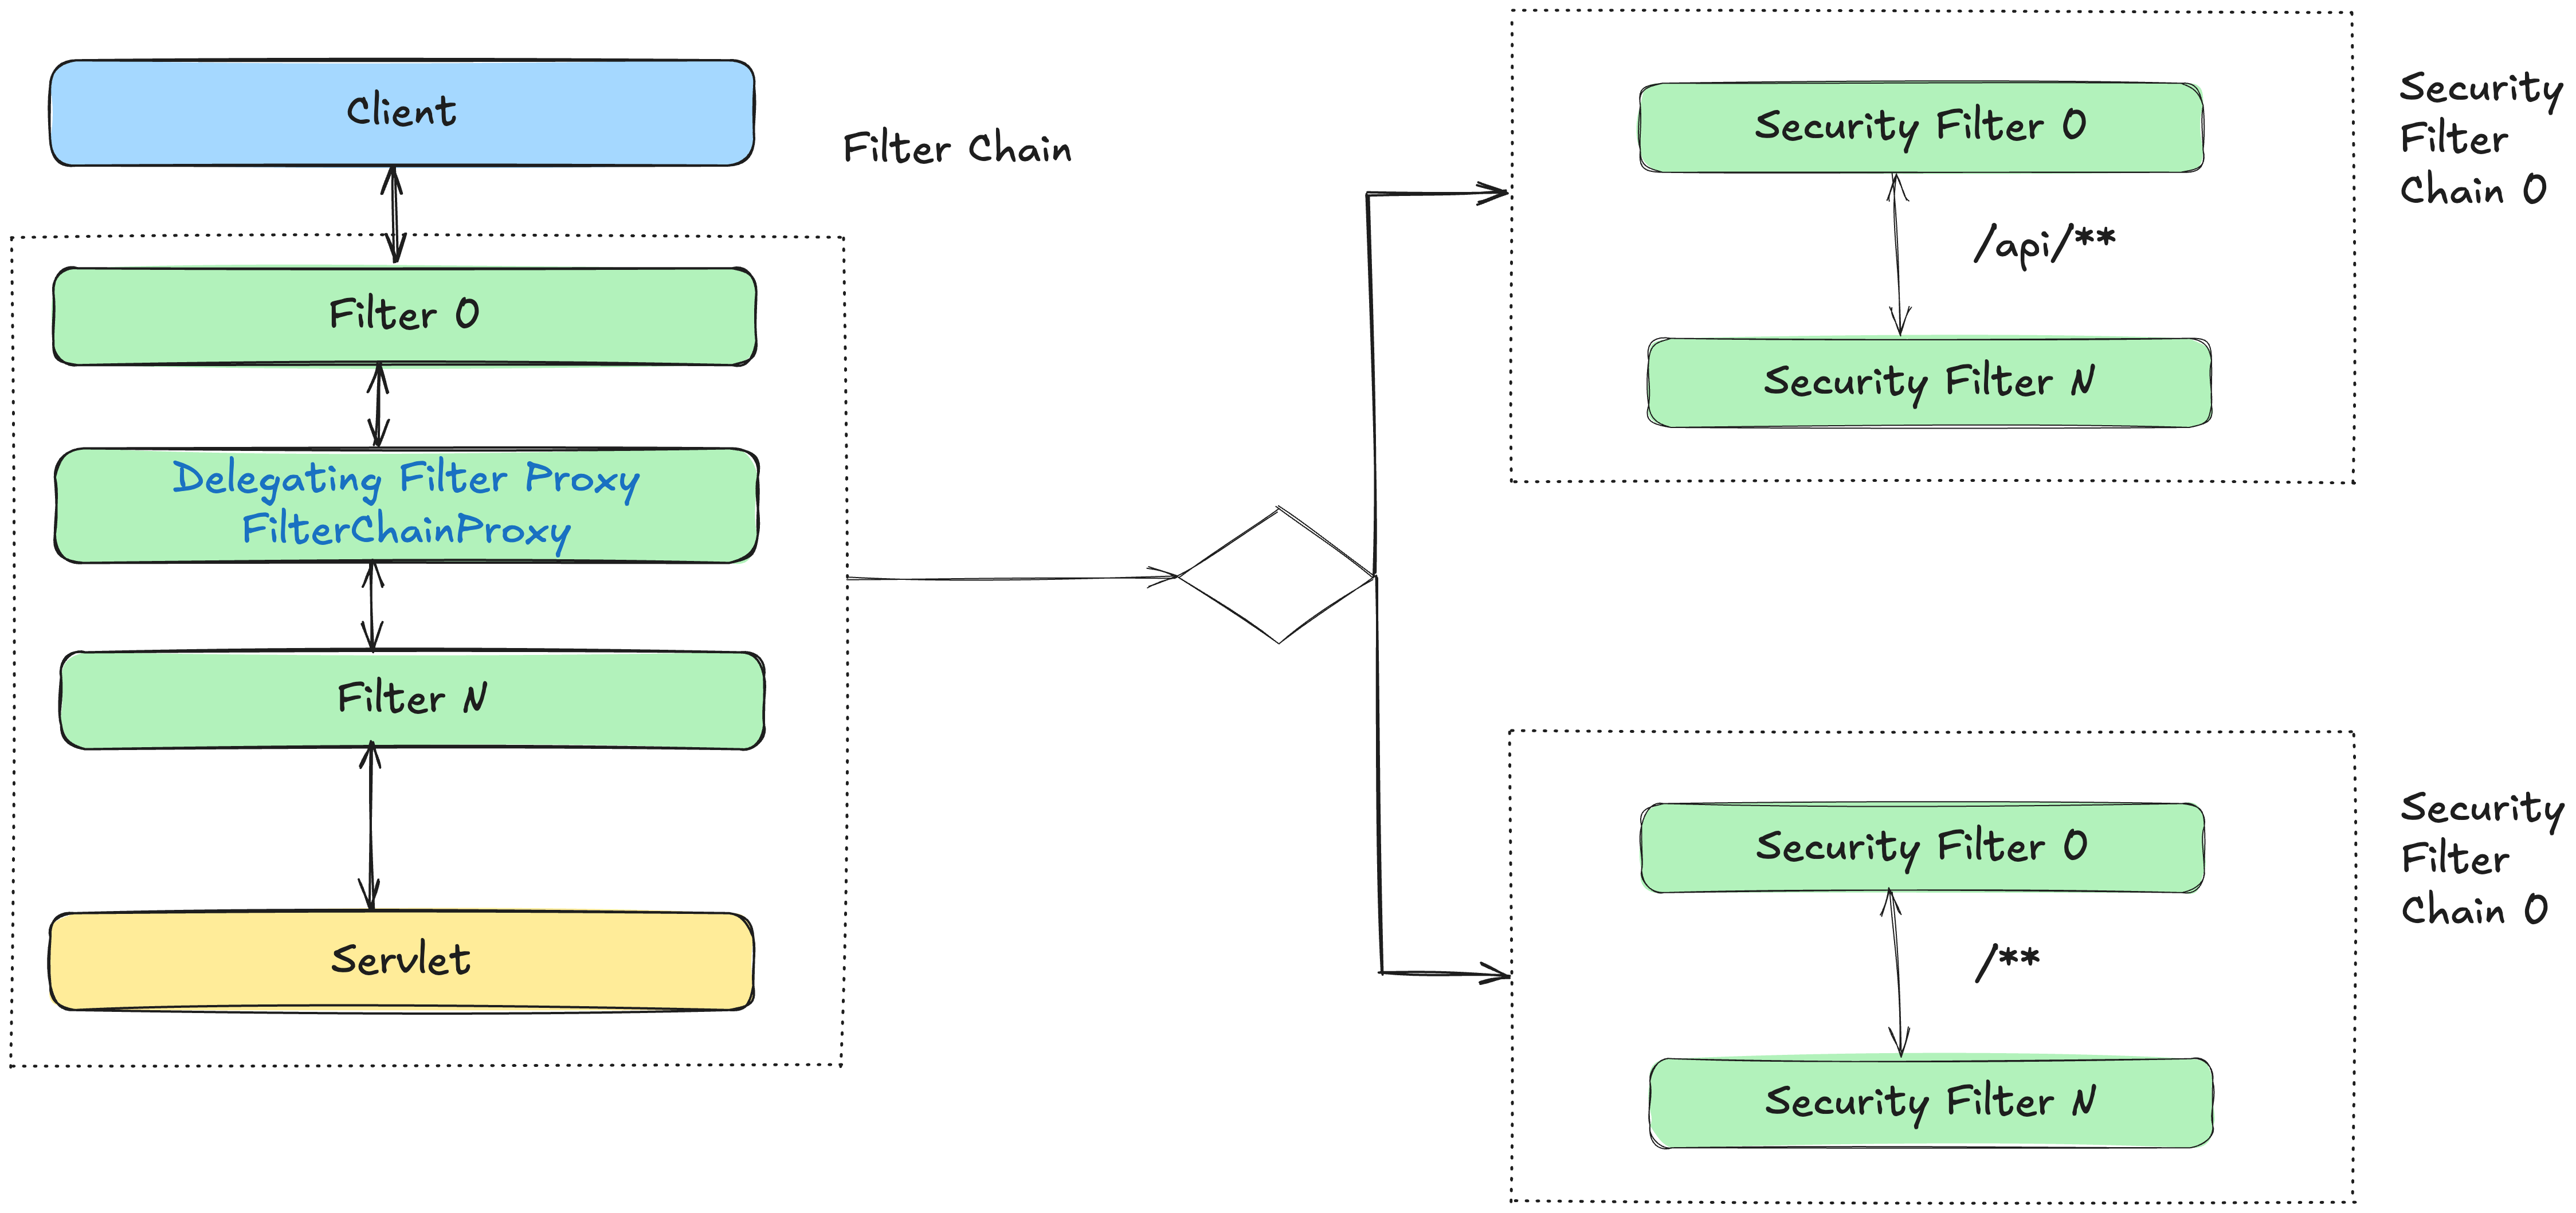 Client
Filter Chain
Filter 0
Delegating Filter Proxy
FilterChainProxy
Filter N
Servlet
Security Filter 0
/api/**
Security Filter N
Security
Filter
Chain 0
Security Filter 0
/**
Security Filter N
Security
Filter
Chain 0